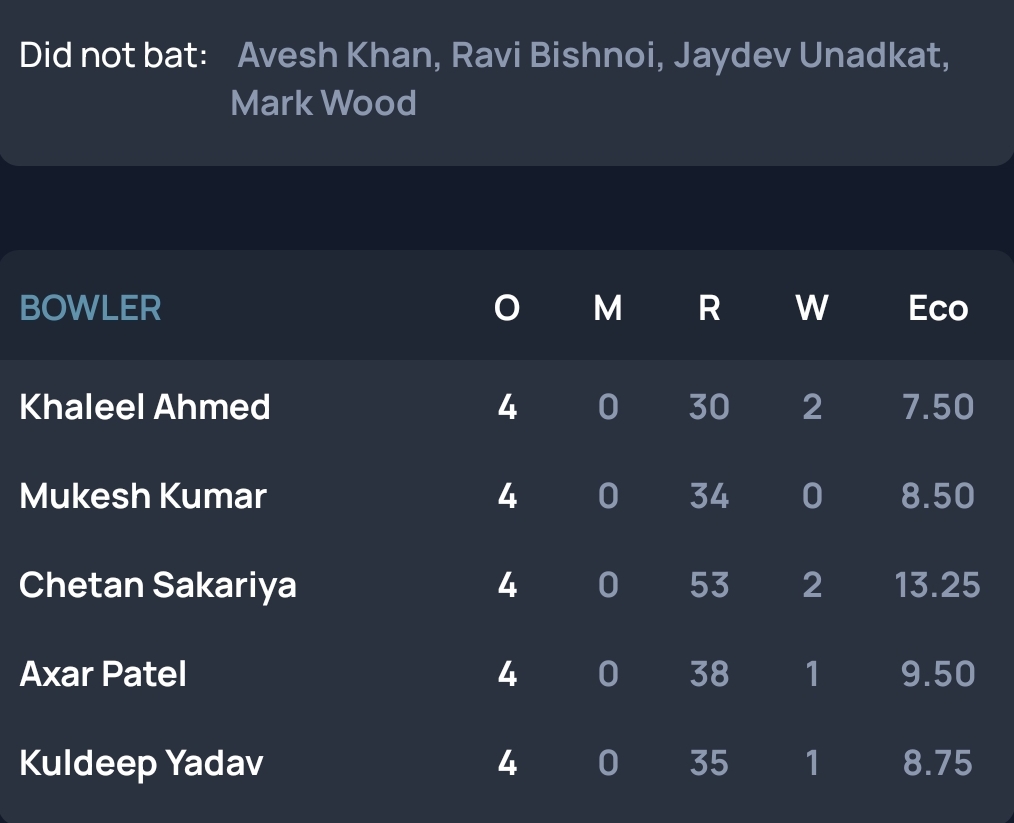 Did not bat: Avesh Khan, Ravi Bishnoi, Jaydev Unadkat,
Mark Wood
BOWLER O M R W Eco
Khaleel Ahmed 4 0 30 2 7.50
Mukesh Kumar 4 0 34 0 8.50
Chetan Sakariya 4 0 53 2 13.25
Axar Patel 4 0 38 1 9.50
Kuldeep Yadav 4 0 35 1 8.75